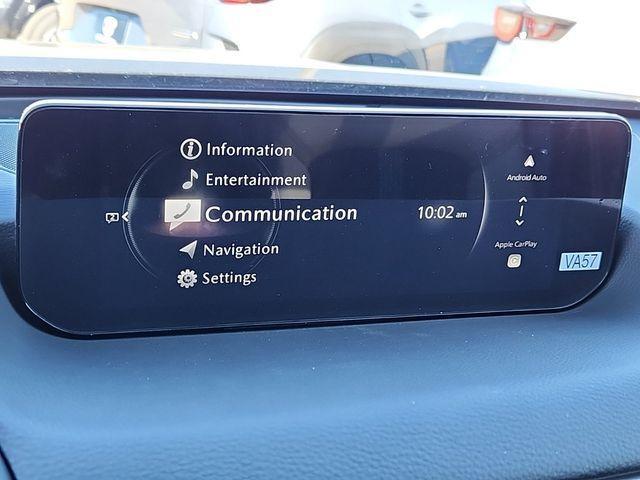 Information
Entertainment
Communication
10:02 am
Navigation
Settings
Android Auto
Apple CarPlay
VA57